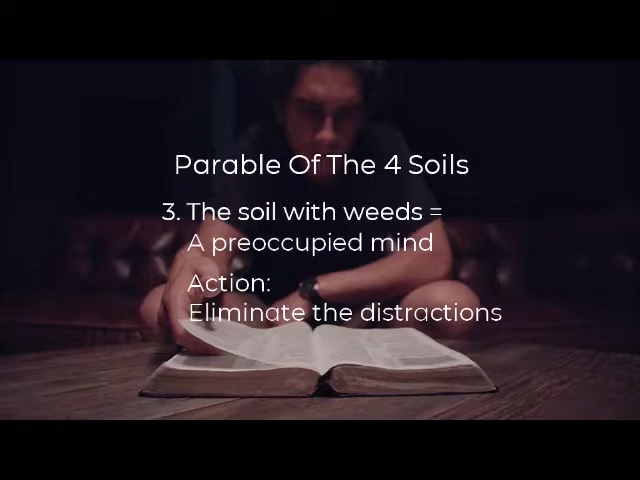 Parable Of The 4 Soils
3. The soil with weeds =
A preoccupied mind
Action:
Eliminate the distractions